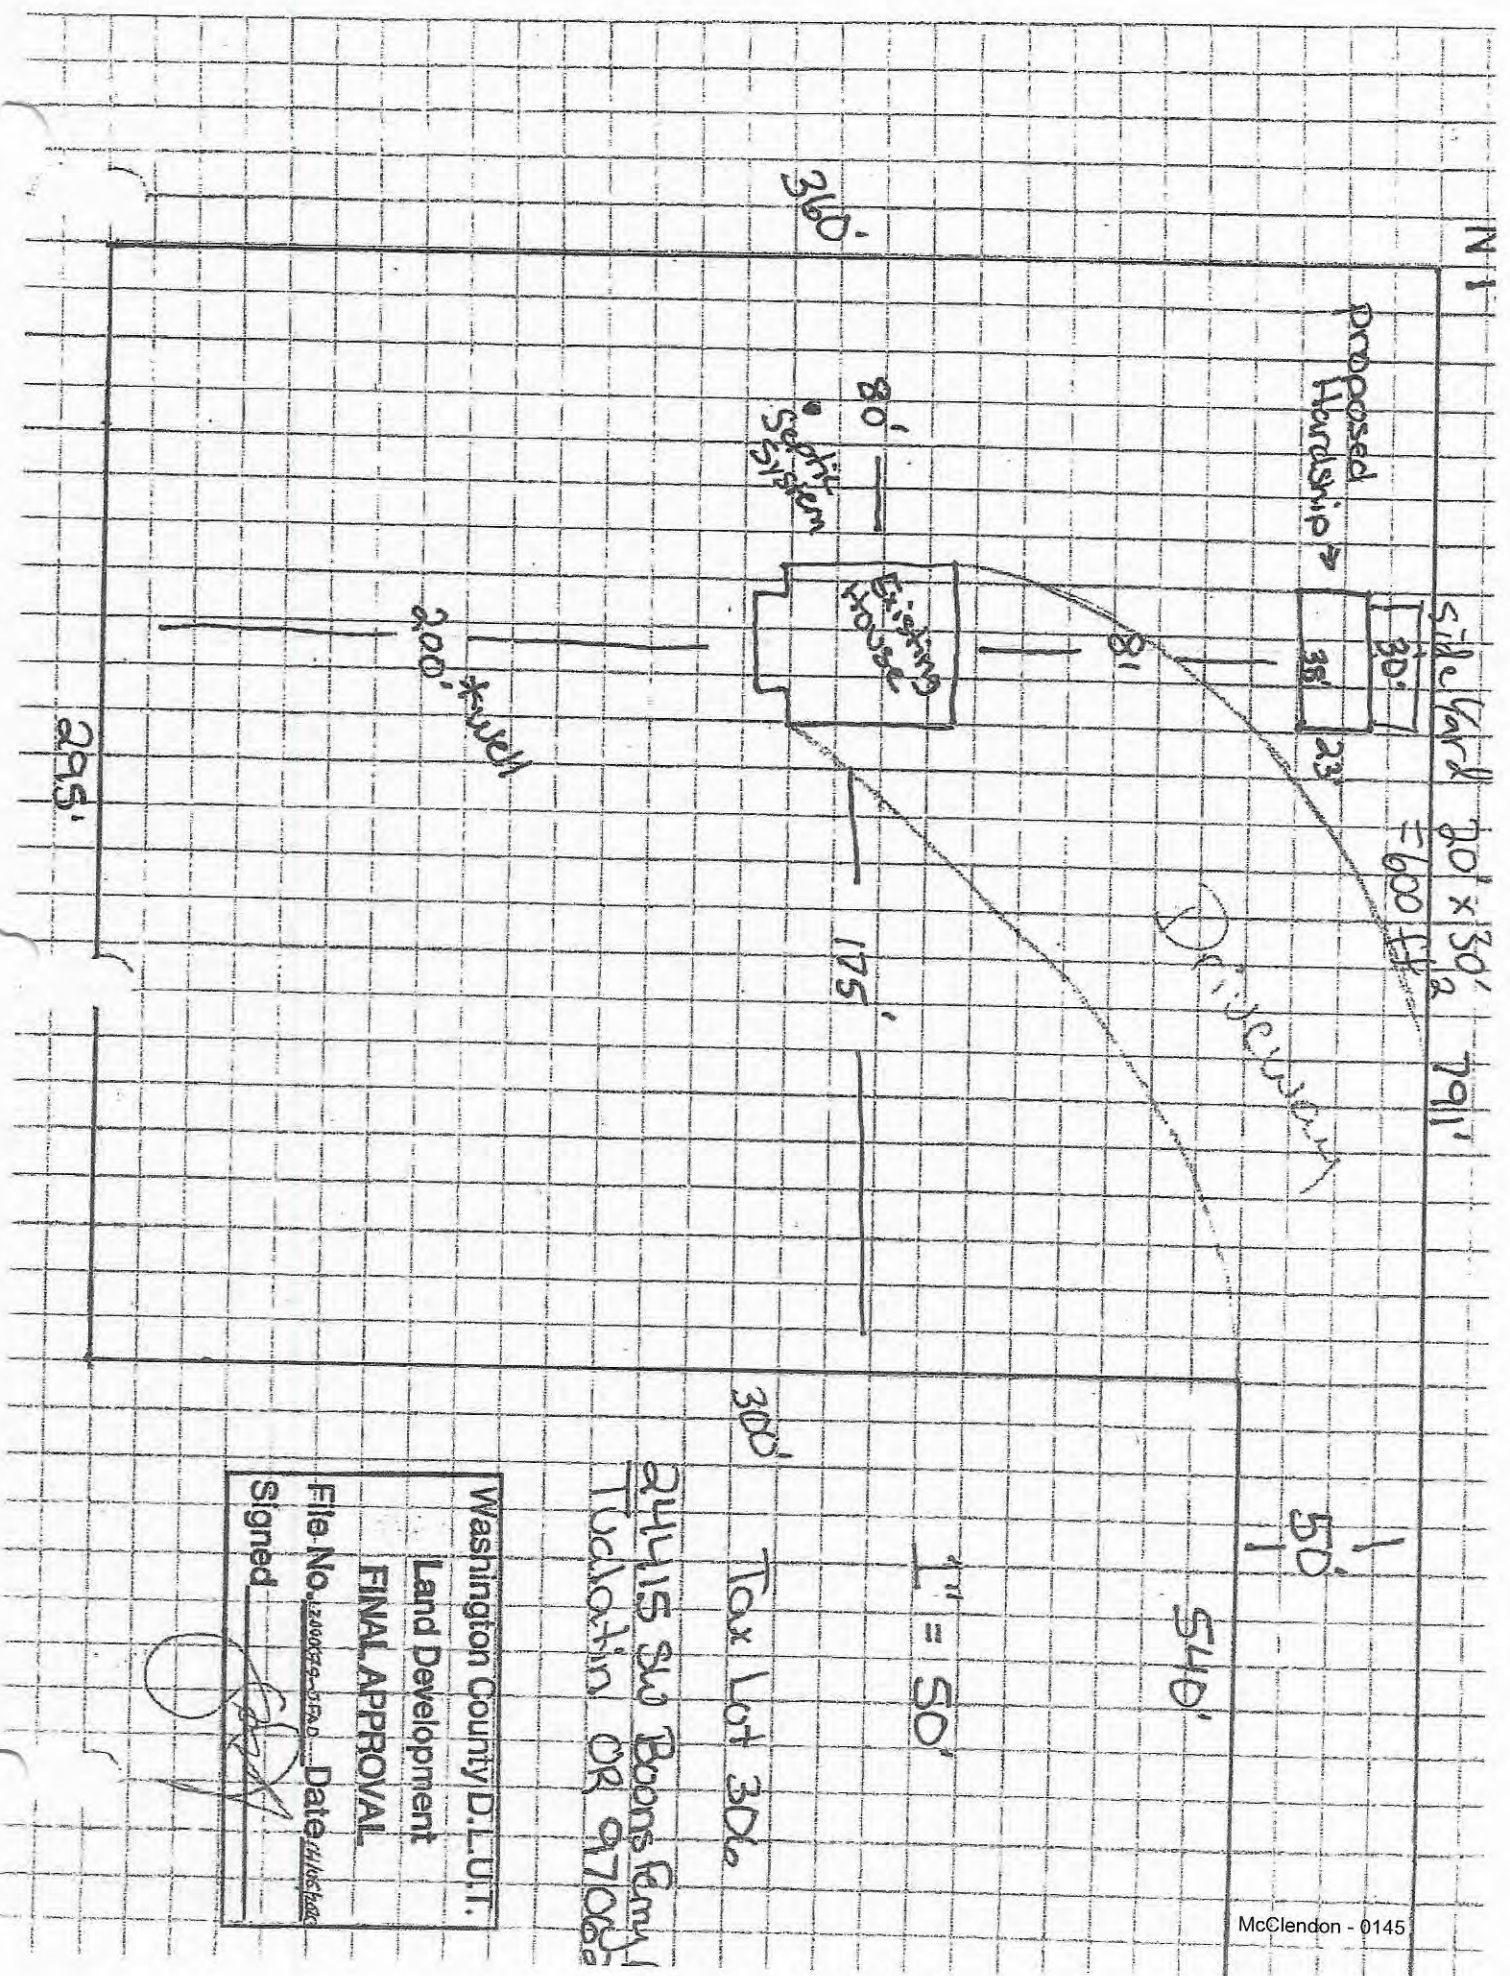 N ↑
Side Yard 20' x 30'
= 600 ft²
791'
Proposed
Hardship →
30'
35'
23'
8'
Driveway
50'
540'
360'
80'
• Septic
System
Existing
House
175'
300'
1" = 50'
Tax Lot 306
24415 SW Boons Ferry
Tualatin OR
200'
*Well
295'
Washington County D.L.U.T.
Land Development
FINAL APPROVAL
File No. Date
Signed
McClendon - 0145